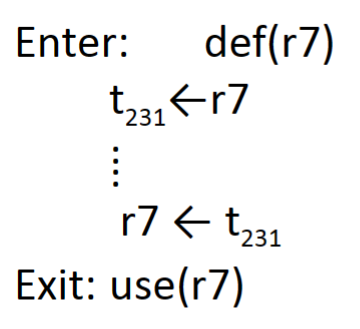 Enter: def(r7)
t₂₃₁←r7
⋮
r7 ← t₂₃₁
Exit: use(r7)